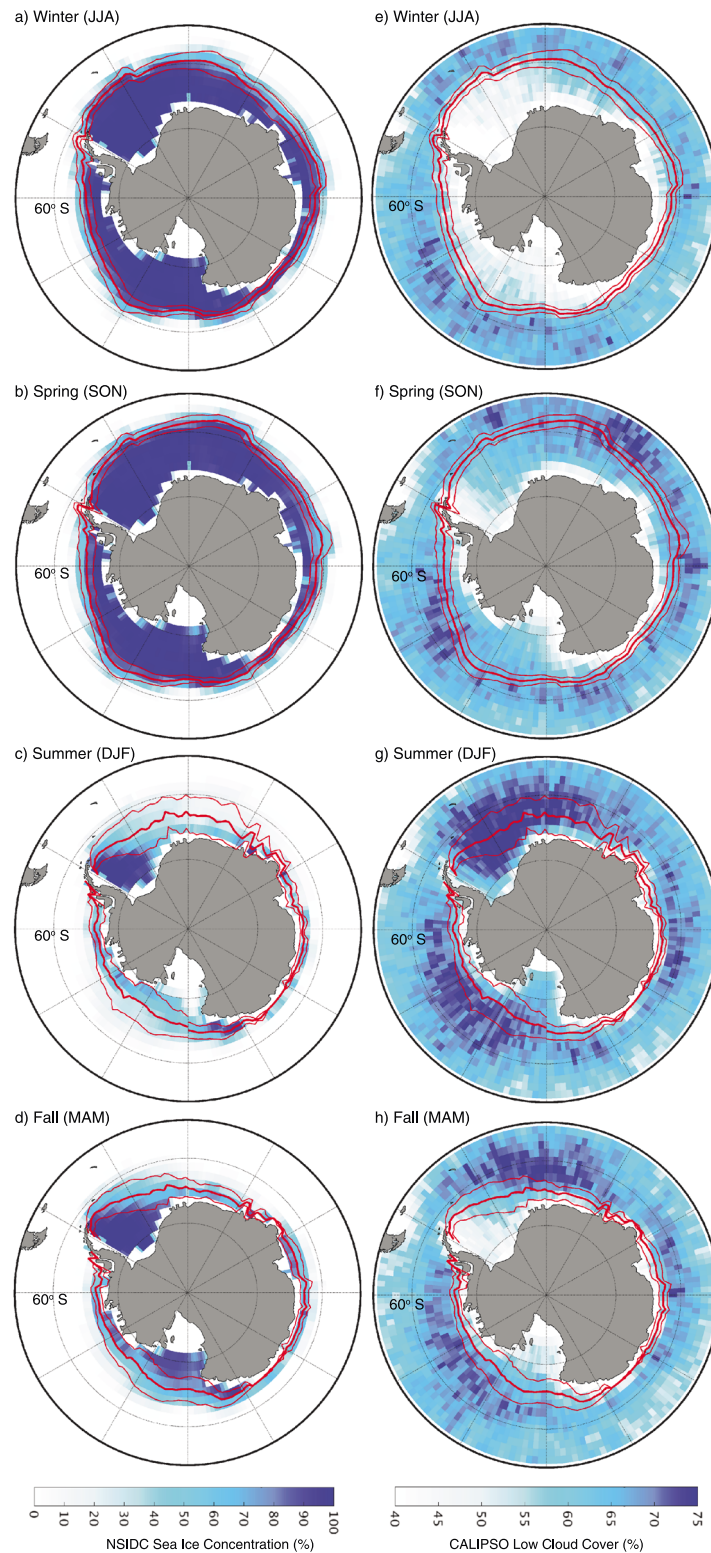 a) Winter (JJA)
e) Winter (JJA)
60° S
60° S
b) Spring (SON)
f) Spring (SON)
60° S
60° S
c) Summer (DJF)
g) Summer (DJF)
60° S
60° S
d) Fall (MAM)
h) Fall (MAM)
60° S
60° S
0 10 20 30 40 50 60 70 80 90 100
40 45 50 55 60 65 70 75
NSIDC Sea Ice Concentration (%)
CALIPSO Low Cloud Cover (%)